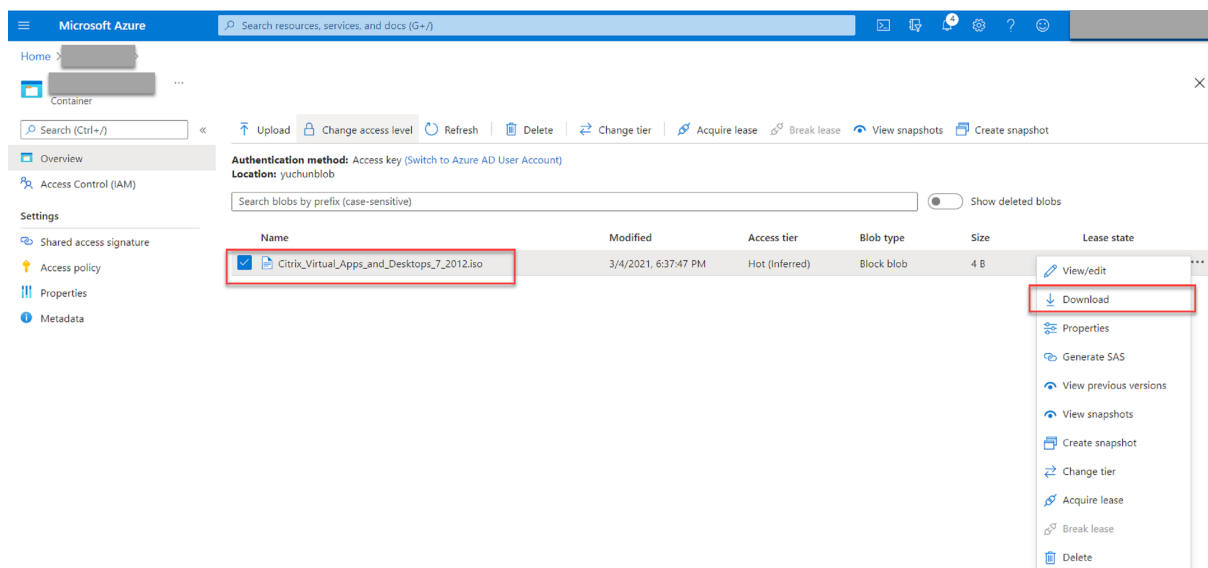 Microsoft Azure
Search resources, services, and docs (G+/)
4
Home >
...
Container
Search (Ctrl+/)
«
Upload Change access level Refresh Delete Change tier Acquire lease Break lease View snapshots Create snapshot
Overview
Access Control (IAM)
Settings
Shared access signature
Access policy
Properties
Metadata
Authentication method: Access key (Switch to Azure AD User Account)
Location: yuchunblob
Search blobs by prefix (case-sensitive)
Show deleted blobs
Name Modified Access tier Blob type Size Lease state
Citrix_Virtual_Apps_and_Desktops_7_2012.iso 3/4/2021, 6:37:47 PM Hot (Inferred) Block blob 4 B ...
View/edit
Download
Properties
Generate SAS
View previous versions
View snapshots
Create snapshot
Change tier
Acquire lease
Break lease
Delete